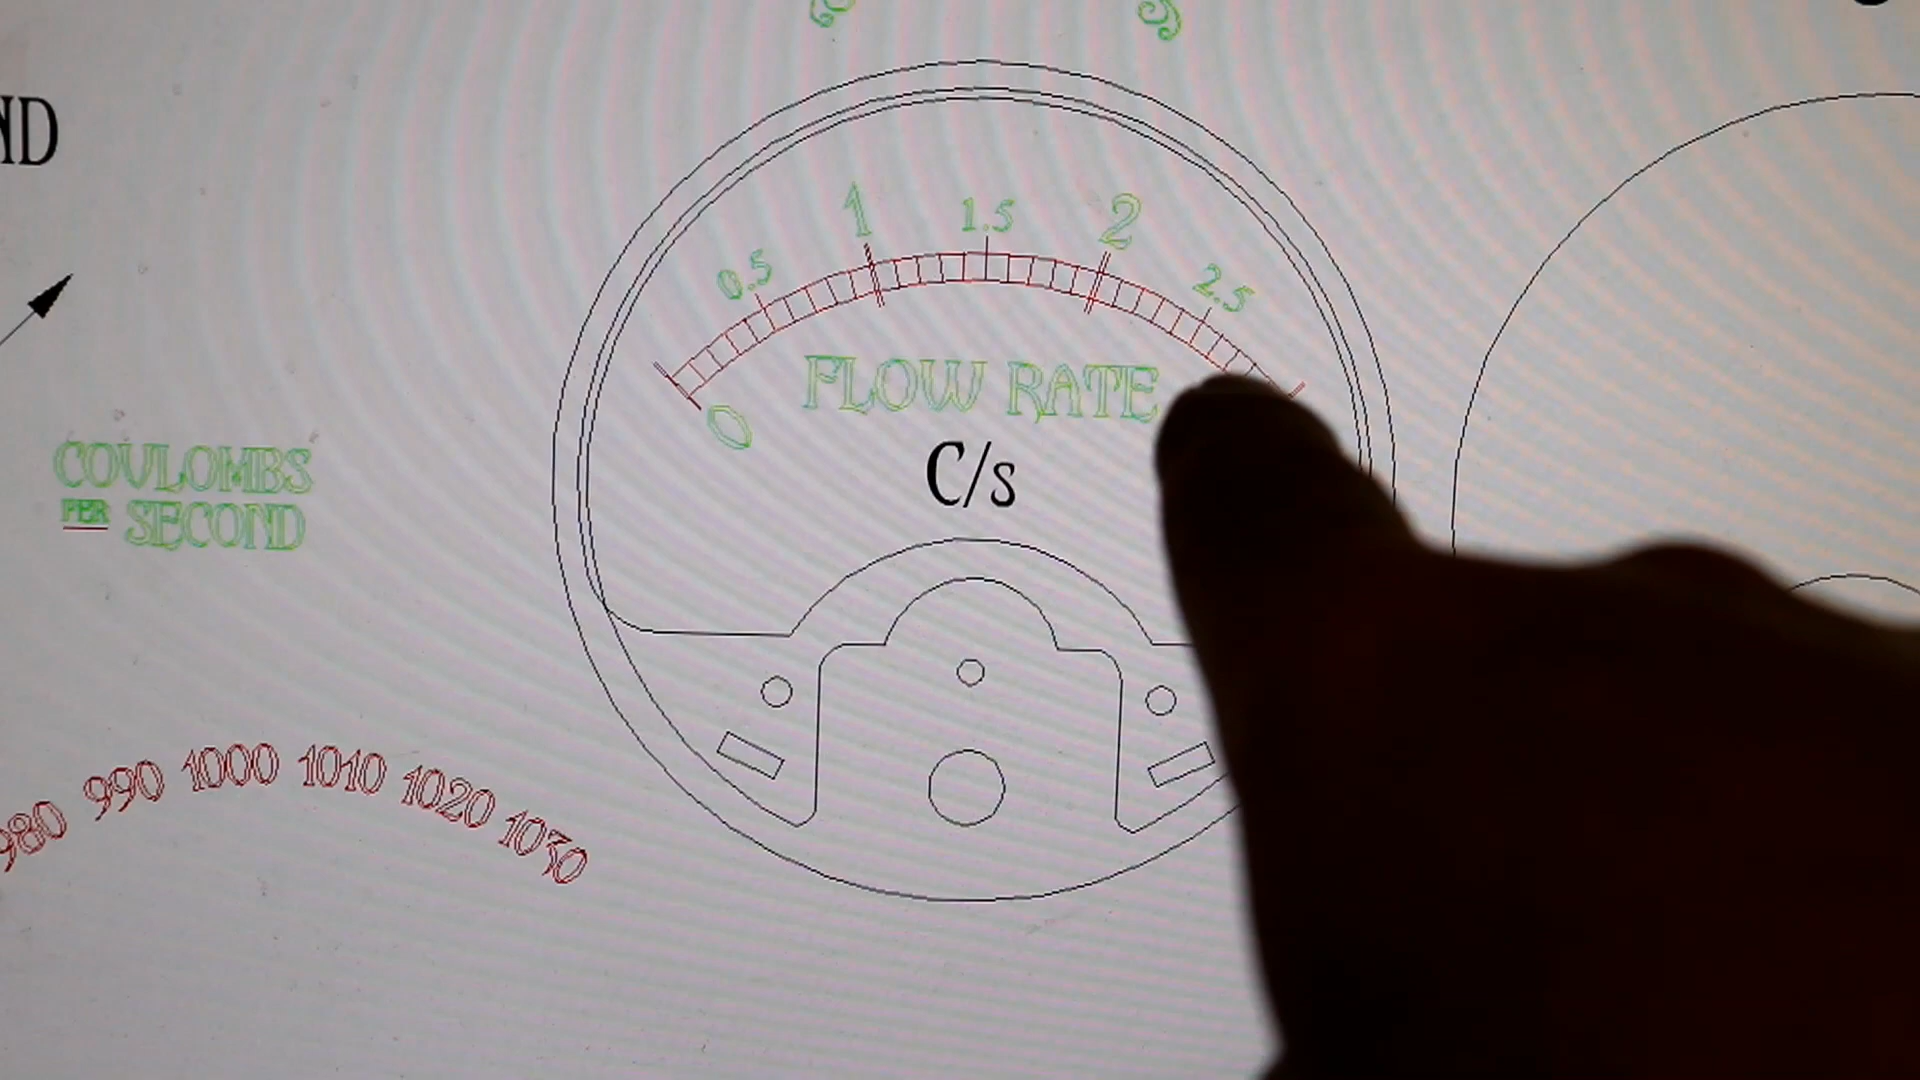 ND
0 0.5 1 1.5 2 2.5
FLOW RATE
C/s
COULOMBS
PER SECOND
980 990 1000 1010 1020 1030